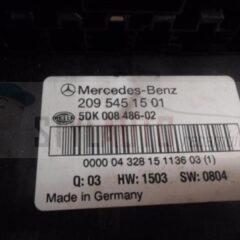 Mercedes-Benz
209 545 15 01
HELLA 5DK 008 486-02
0000 04 328 15 1136 03 (1)
Q: 03 HW: 1503 SW: 0804
Made in Germany